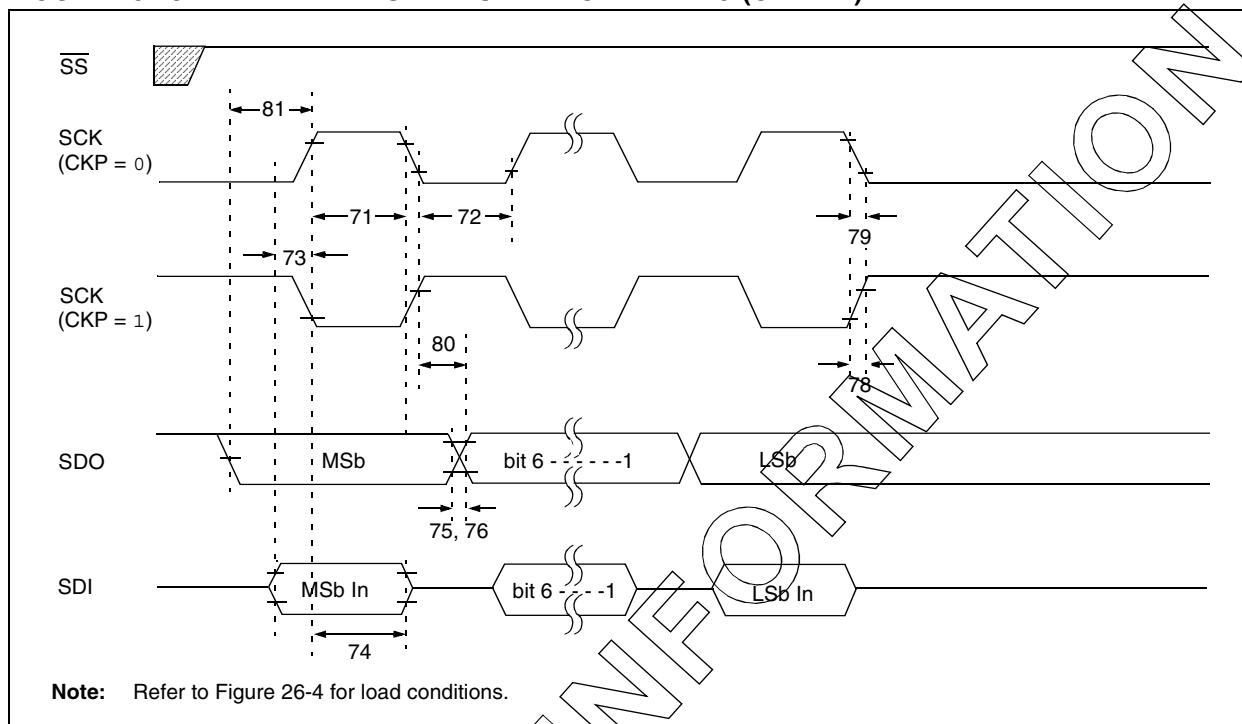 SS
81
SCK
(CKP = 0)
71
72
79
73
SCK
(CKP = 1)
80
78
SDO
MSb
bit 6 - - - - - - -1
LSb
75, 76
SDI
MSb In
bit 6 - - - - -1
LSb In
74
Note: Refer to Figure 26-4 for load conditions.
INFORMATION